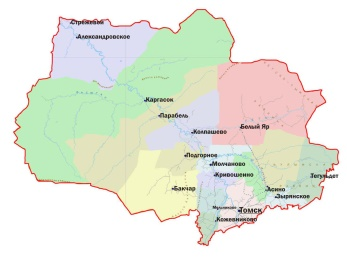 Стрежевой
Александровское
Каргасок
Парабель
Колпашево
Белый Яр
Подгорное
Молчаново
Кривошеино
Тегульдет
Бакчар
Асино
Зырянское
Томск
Кожевниково